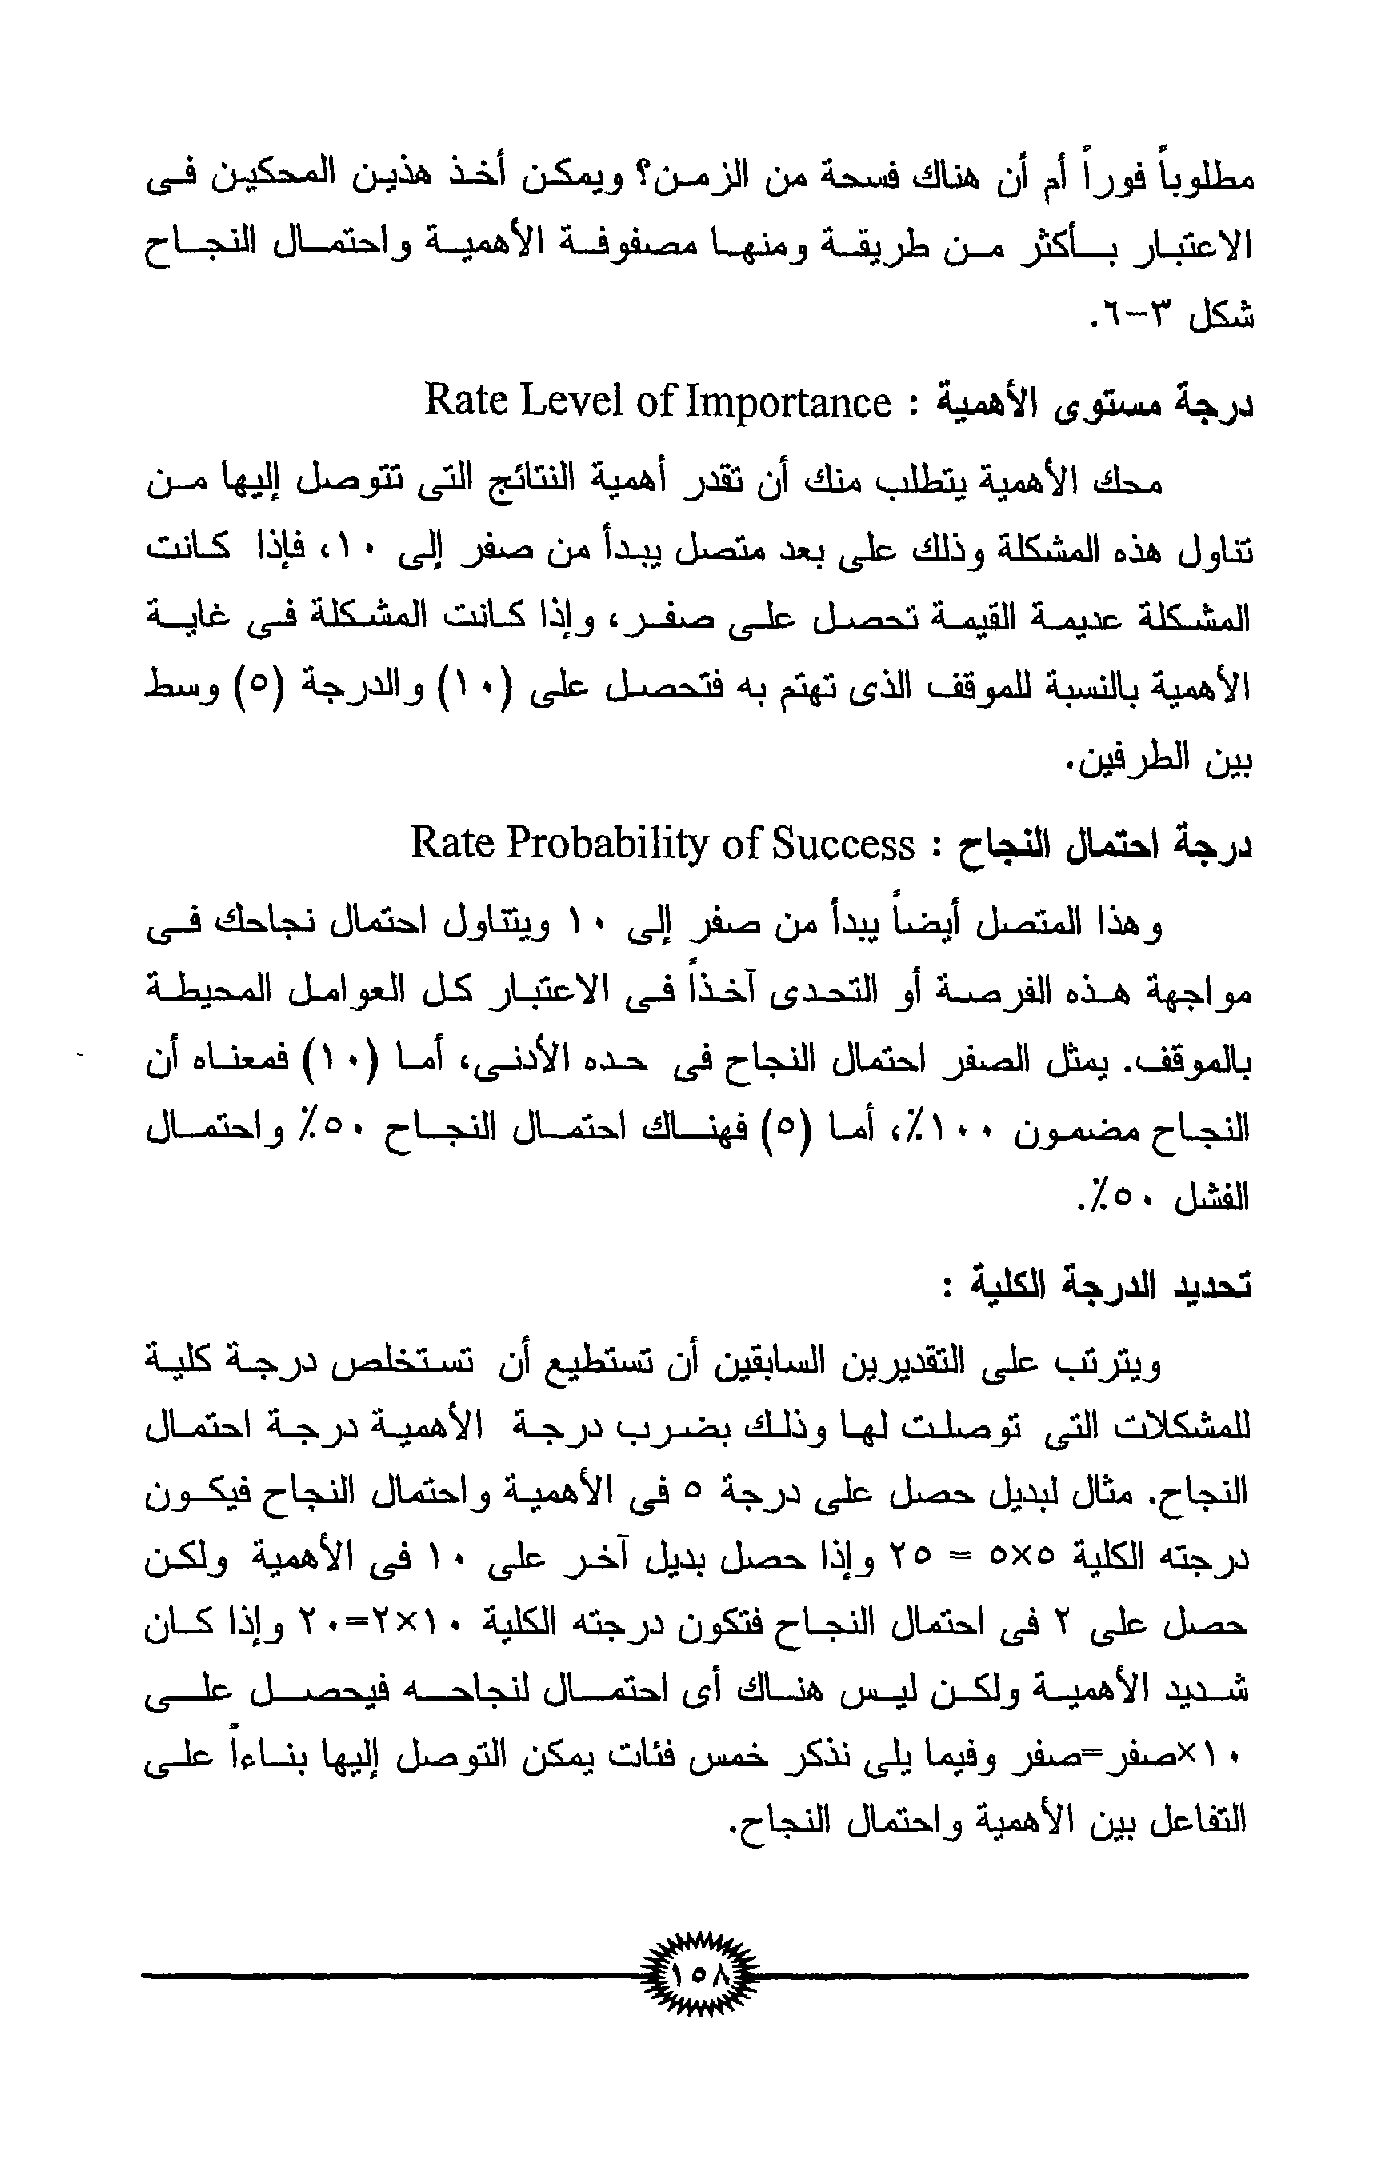 مطلوباً فوراً أم أن هناك فسحة من الزمن؟ ويمكن أخذ هذين المحكين فى
الاعتبار بأكثر من طريقة ومنها مصفوفة الأهمية واحتمال النجاح
شكل ٣-٦.
درجة مستوى الأهمية : Rate Level of Importance
محك الأهمية يتطلب منك أن تقدر أهمية النتائج التى تتوصل إليها من
تناول هذه المشكلة وذلك على بعد متصل يبدأ من صفر إلى ١٠، فإذا كانت
المشكلة عديمة القيمة تحصل على صفر، وإذا كانت المشكلة فى غاية
الأهمية بالنسبة للموقف الذى تهتم به فتحصل على (١٠) والدرجة (٥) وسط
بين الطرفين.
درجة احتمال النجاح : Rate Probability of Success
وهذا المتصل أيضاً يبدأ من صفر إلى ١٠ ويتناول احتمال نجاحك فى
مواجهة هذه الفرصة أو التحدى آخذاً فى الاعتبار كل العوامل المحيطة
بالموقف. يمثل الصفر احتمال النجاح فى حده الأدنى، أما (١٠) فمعناه أن
النجاح مضمون ١٠٠٪، أما (٥) فهناك احتمال النجاح ٥٠٪ واحتمال
الفشل ٥٠٪.
تحديد الدرجة الكلية :
ويترتب على التقديرين السابقين أن تستطيع أن تستخلص درجة كلية
للمشكلات التى توصلت لها وذلك بضرب درجة الأهمية درجة احتمال
النجاح. مثال لبديل حصل على درجة ٥ فى الأهمية واحتمال النجاح فيكون
درجته الكلية ٥×٥ = ٢٥ وإذا حصل بديل آخر على ١٠ فى الأهمية ولكن
حصل على ٢ فى احتمال النجاح فتكون درجته الكلية ١٠×٢=٢٠ وإذا كان
شديد الأهمية ولكن ليس هناك أى احتمال لنجاحه فيحصل على
١٠×صفر=صفر وفيما يلى نذكر خمس فئات يمكن التوصل إليها بناءاً على
التفاعل بين الأهمية واحتمال النجاح.
١٥٨